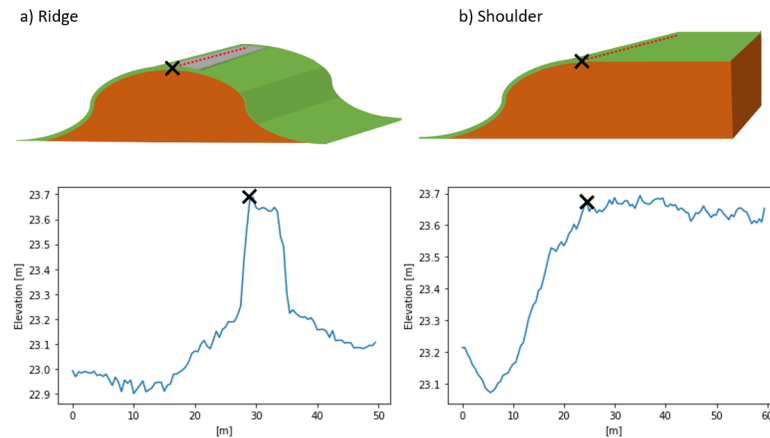 a) Ridge
b) Shoulder
23.7
23.6
23.5
23.4
23.3
23.2
23.1
23.0
22.9
Elevation [m]
0 10 20 30 40 50
[m]
23.7
23.6
23.5
23.4
23.3
23.2
23.1
Elevation [m]
0 10 20 30 40 50 60
[m]